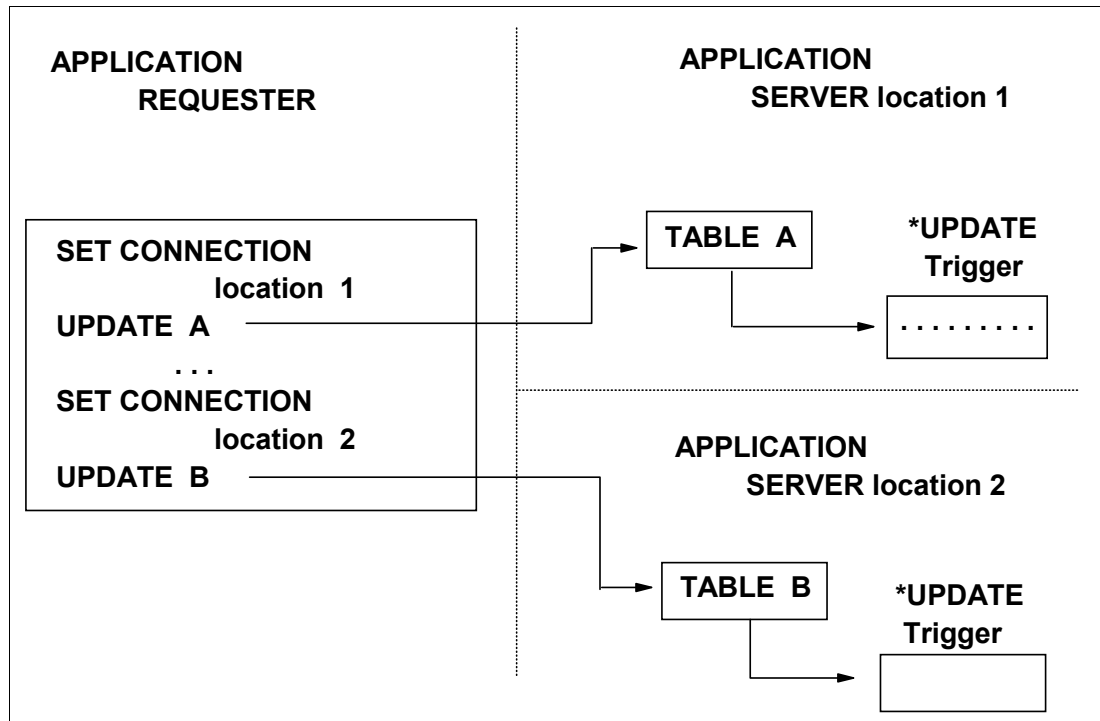 APPLICATION
REQUESTER
SET CONNECTION
location 1
UPDATE A
. . .
SET CONNECTION
location 2
UPDATE B
APPLICATION
SERVER location 1
TABLE A
*UPDATE
Trigger
. . . . . . . . .
APPLICATION
SERVER location 2
TABLE B
*UPDATE
Trigger